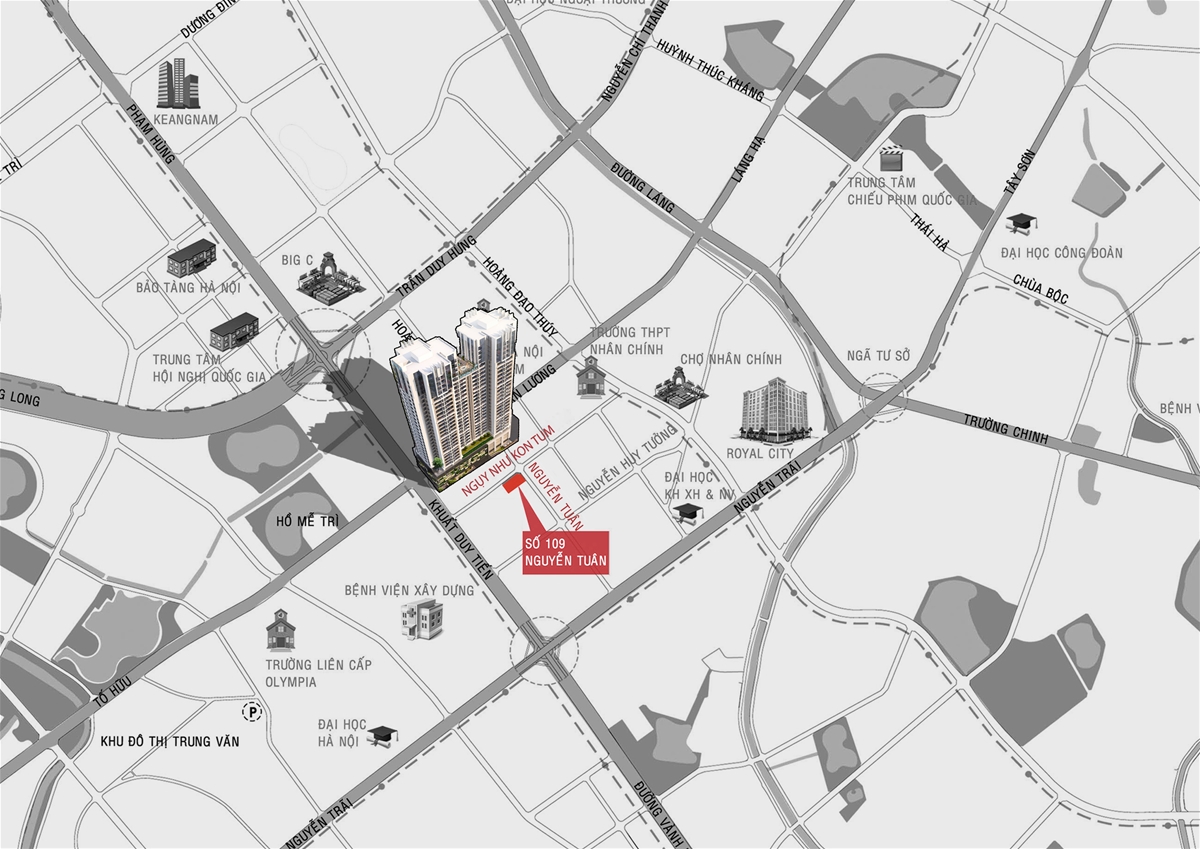 ĐẠI HỌC NGOẠI THƯƠNG
DƯƠNG ĐÌN
NGUYỄN CHÍ THANH
HUỲNH THÚC KHÁNG
KEANGNAM
PHẠM HÙNG
TRÌ
ĐƯỜNG LÁNG
LÁNG HẠ
TÂY SƠN
TRUNG TÂM
CHIẾU PHIM QUỐC GIA
THÁI HÀ
ĐẠI HỌC CÔNG ĐOÀN
CHÙA BỘC
BIG C
TRẦN DUY HƯNG
HOÀNG ĐẠO THÚY
BẢO TÀNG HÀ NỘI
HOÀ
TRUNG TÂM
HỘI NGHỊ QUỐC GIA
NỘI
M
TRƯỜNG THPT
NHÂN CHÍNH
CHỢ NHÂN CHÍNH
NGÃ TƯ SỞ
G LONG
N LƯƠNG
TRƯỜNG CHINH
BỆNH V
ROYAL CITY
NGỤY NHƯ KON TUM
NGUYỄN TUÂN
NGUYỄN HUY TƯỞNG
ĐẠI HỌC
KH XH & NV
NGUYỄN TRÃI
HỒ MỄ TRÌ
KHUẤT DUY TIẾN
SỐ 109
NGUYỄN TUÂN
BỆNH VIỆN XÂY DỰNG
TRƯỜNG LIÊN CẤP
OLYMPIA
TỐ HỮU
P
KHU ĐÔ THỊ TRUNG VĂN
ĐẠI HỌC
HÀ NỘI
NGUYỄN TRÃI
ĐƯỜNG VÀNH